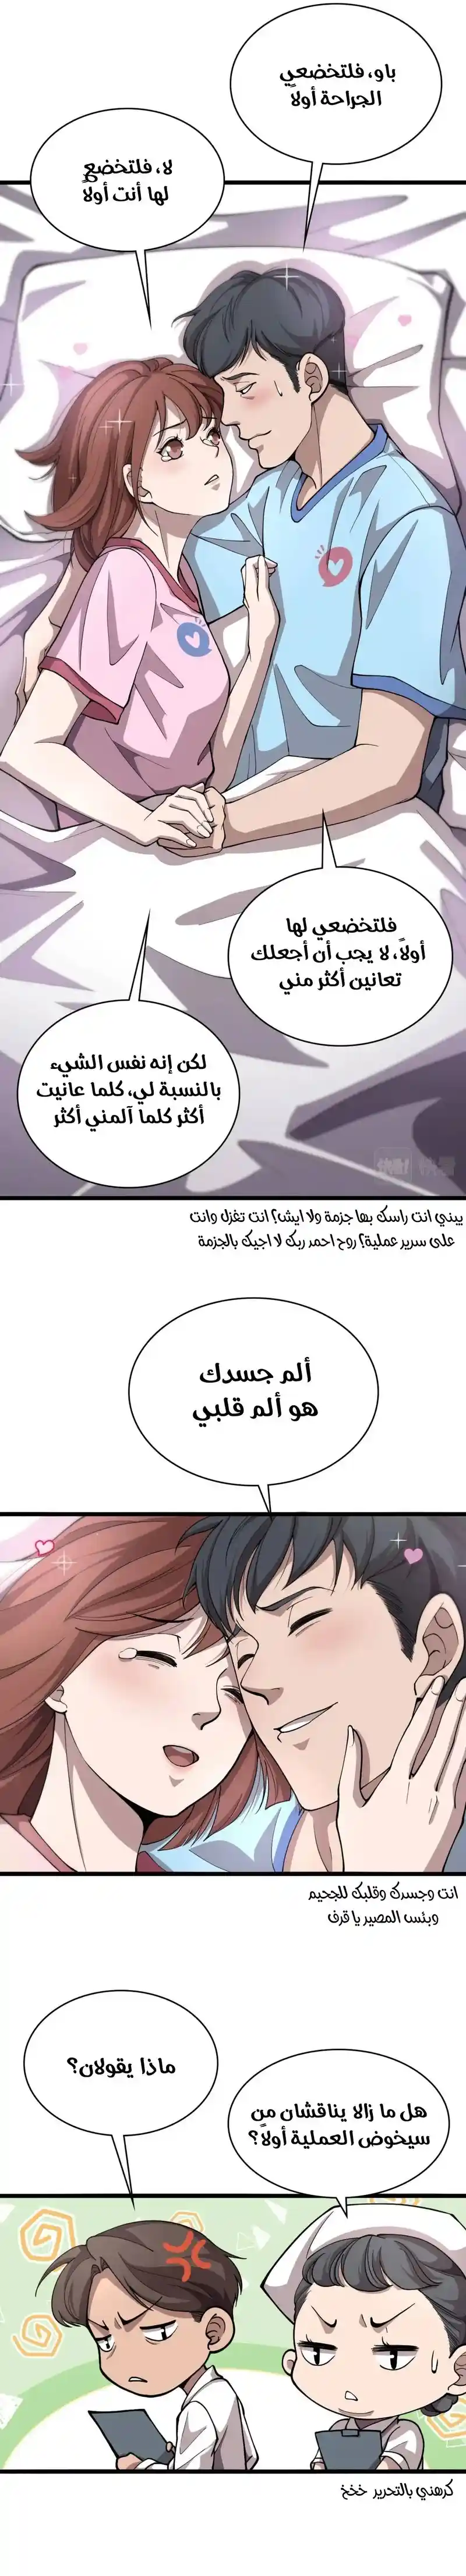 باو، فلتخضعي
الجراحة أولاً
لا، فلتخضع
لها أنت أولاً
فلتخضعي لها
أولاً، لا يجب أن أجعلك
تعانين أكثر مني
لكن إنه نفس الشيء
بالنسبة لي، كلما عانيت
أكثر كلما آلمني أكثر
يبني انت راسك بها جزمة ولا ايش؟ انت تغزل وانت
على سرير عملية؟ روح احمد ربك لا اجيك بالجزمة
ألم جسدك
هو ألم قلبي
انت وجسدك وقلبك للجحيم
وبئس المصير يا قرف
ماذا يقولان؟
هل ما زالا يناقشان من
سيخوض العملية أولاً؟
كرهني بالتحرير خخخ